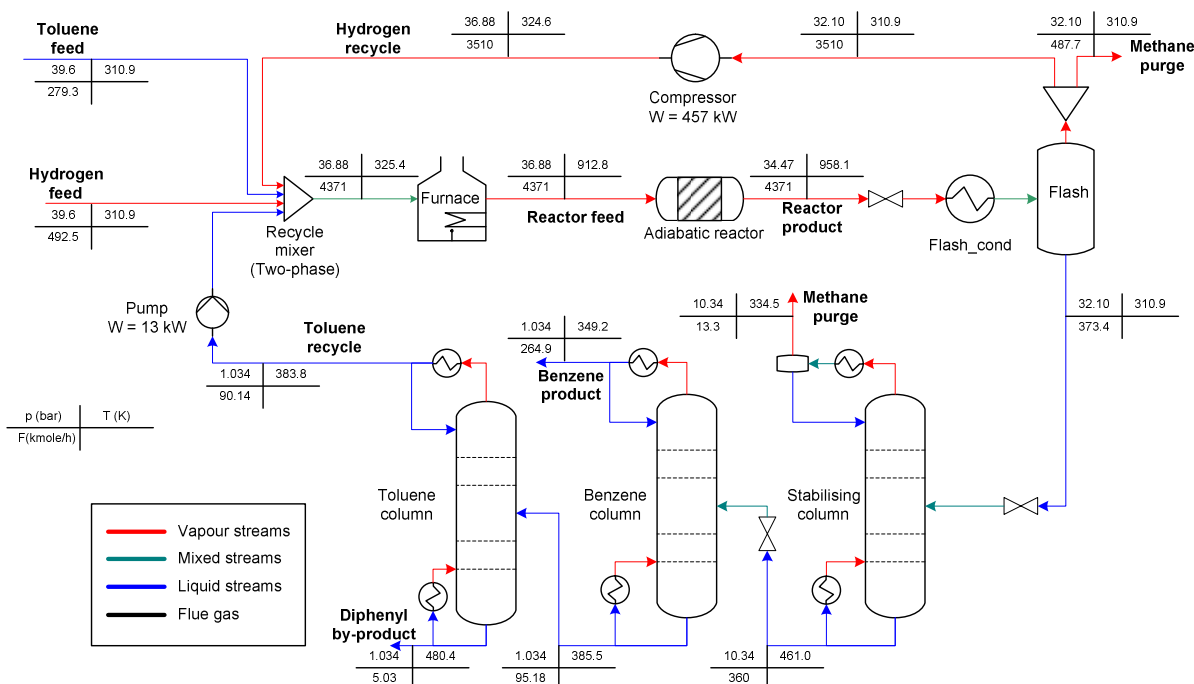 Toluene
feed
39.6 310.9
279.3
Hydrogen
recycle
36.88 324.6
3510
Compressor
W = 457 kW
32.10 310.9
3510
32.10 310.9
487.7
Methane
purge
Hydrogen
feed
39.6 310.9
492.5
Recycle
mixer
(Two-phase)
36.88 325.4
4371
Furnace
36.88 912.8
4371
Reactor feed
Adiabatic reactor
34.47 958.1
4371
Reactor
product
Flash_cond
Flash
Pump
W = 13 kW
Toluene
recycle
1.034 383.8
90.14
1.034 349.2
264.9
Benzene
product
10.34 334.5
13.3
Methane
purge
32.10 310.9
373.4
p (bar) T (K)
F(kmole/h)
Toluene
column
Benzene
column
Stabilising
column
Vapour streams
Mixed streams
Liquid streams
Flue gas
Diphenyl
by-product
1.034 480.4
5.03
1.034 385.5
95.18
10.34 461.0
360